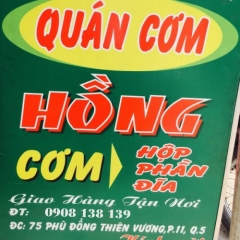 QUÁN CƠM
HỒNG
CƠM
HỘP
PHẦN
DĨA
Giao Hàng Tận Nơi
ĐT: 0908 138 139
ĐC: 75 PHÙ ĐỔNG THIÊN VƯƠNG, P.11, Q.5